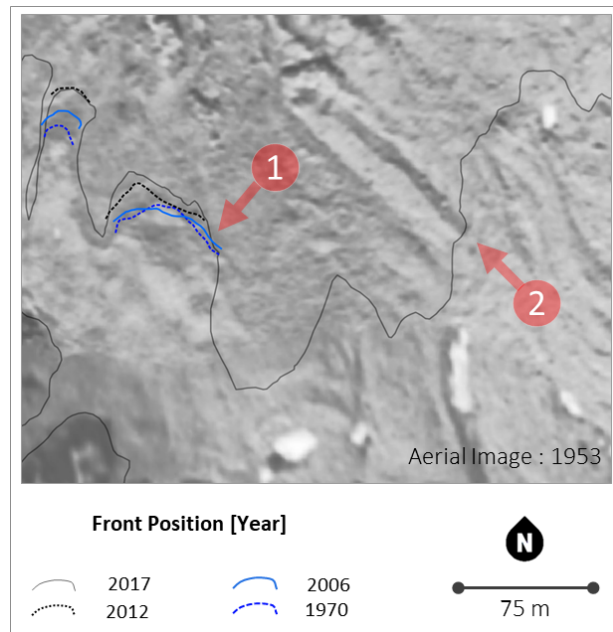 1
2
Aerial Image : 1953
Front Position [Year]
N
2017
2006
2012
1970
75 m